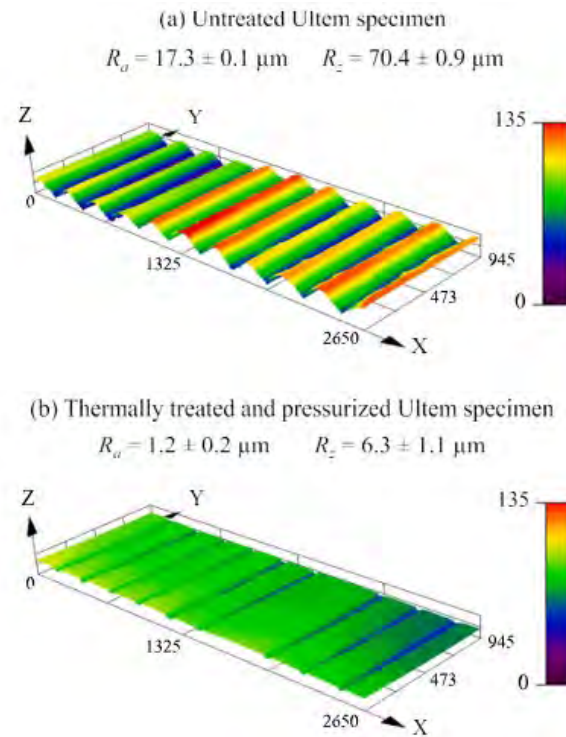 (a) Untreated Ultem specimen
Ra = 17.3 ± 0.1 µm Rz = 70.4 ± 0.9 µm
135
Z
Y
0
1325
945
473
0
2650
X
(b) Thermally treated and pressurized Ultem specimen
Ra = 1.2 ± 0.2 µm Rz = 6.3 ± 1.1 µm
135
Z
Y
0
1325
945
473
0
2650
X